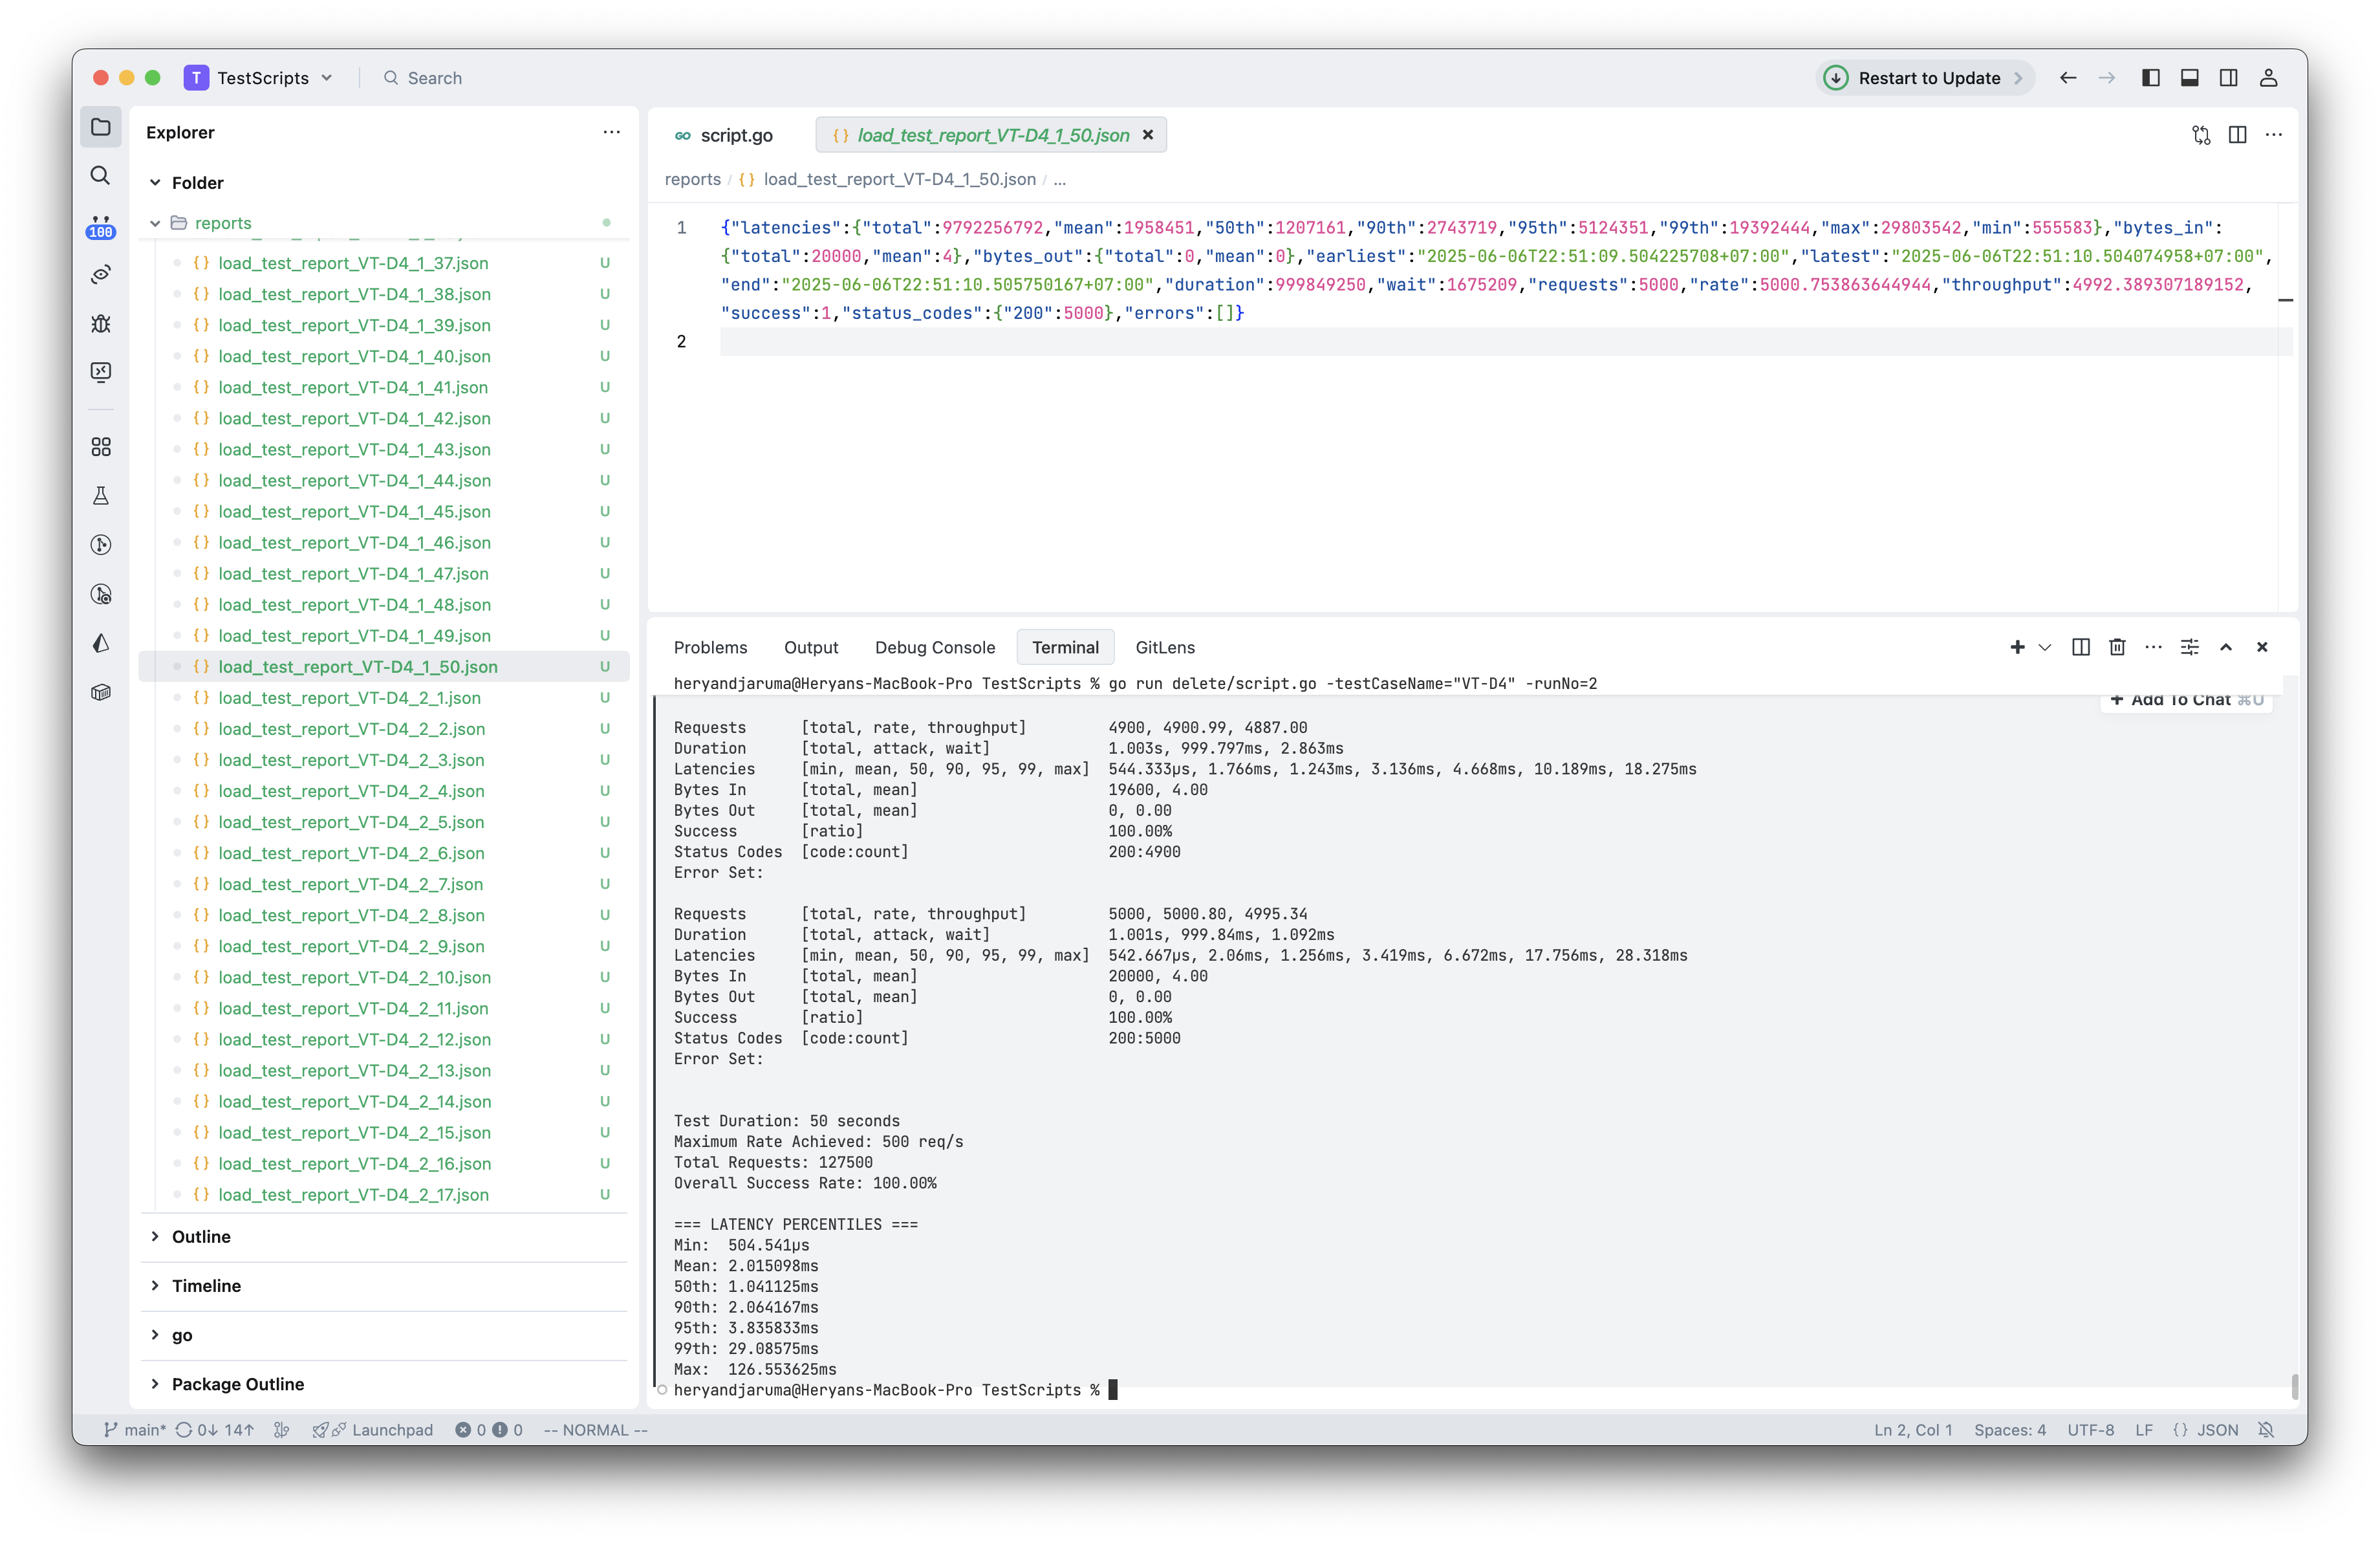 T TestScripts
Search
Restart to Update
Explorer
Folder
reports
100
load_test_report_VT-D4_1_37.json U
load_test_report_VT-D4_1_38.json U
load_test_report_VT-D4_1_39.json U
load_test_report_VT-D4_1_40.json U
load_test_report_VT-D4_1_41.json U
load_test_report_VT-D4_1_42.json U
load_test_report_VT-D4_1_43.json U
load_test_report_VT-D4_1_44.json U
load_test_report_VT-D4_1_45.json U
load_test_report_VT-D4_1_46.json U
load_test_report_VT-D4_1_47.json U
load_test_report_VT-D4_1_48.json U
load_test_report_VT-D4_1_49.json U
load_test_report_VT-D4_1_50.json U
load_test_report_VT-D4_2_1.json U
load_test_report_VT-D4_2_2.json U
load_test_report_VT-D4_2_3.json U
load_test_report_VT-D4_2_4.json U
load_test_report_VT-D4_2_5.json U
load_test_report_VT-D4_2_6.json U
load_test_report_VT-D4_2_7.json U
load_test_report_VT-D4_2_8.json U
load_test_report_VT-D4_2_9.json U
load_test_report_VT-D4_2_10.json U
load_test_report_VT-D4_2_11.json U
load_test_report_VT-D4_2_12.json U
load_test_report_VT-D4_2_13.json U
load_test_report_VT-D4_2_14.json U
load_test_report_VT-D4_2_15.json U
load_test_report_VT-D4_2_16.json U
load_test_report_VT-D4_2_17.json U
Outline
Timeline
go
Package Outline
GO script.go
{} load_test_report_VT-D4_1_50.json
reports / {} load_test_report_VT-D4_1_50.json / ...
1 {"latencies":{"total":9792256792,"mean":1958451,"50th":1207161,"90th":2743719,"95th":5124351,"99th":19392444,"max":29803542,"min":555583},"bytes_in":
{"total":20000,"mean":4},"bytes_out":{"total":0,"mean":0},"earliest":"2025-06-06T22:51:09.504225708+07:00","latest":"2025-06-06T22:51:10.504074958+07:00",
"end":"2025-06-06T22:51:10.505750167+07:00","duration":999849250,"wait":1675209,"requests":5000,"rate":5000.753863644944,"throughput":4992.389307189152,
"success":1,"status_codes":{"200":5000},"errors":[]}
2
Problems Output Debug Console Terminal GitLens
heryandjaruma@Heryans-MacBook-Pro TestScripts % go run delete/script.go -testCaseName="VT-D4" -runNo=2
+ Add To Chat ⌘U
Requests [total, rate, throughput] 4900, 4900.99, 4887.00
Duration [total, attack, wait] 1.003s, 999.797ms, 2.863ms
Latencies [min, mean, 50, 90, 95, 99, max] 544.333µs, 1.766ms, 1.243ms, 3.136ms, 4.668ms, 10.189ms, 18.275ms
Bytes In [total, mean] 19600, 4.00
Bytes Out [total, mean] 0, 0.00
Success [ratio] 100.00%
Status Codes [code:count] 200:4900
Error Set:
Requests [total, rate, throughput] 5000, 5000.80, 4995.34
Duration [total, attack, wait] 1.001s, 999.84ms, 1.092ms
Latencies [min, mean, 50, 90, 95, 99, max] 542.667µs, 2.06ms, 1.256ms, 3.419ms, 6.672ms, 17.756ms, 28.318ms
Bytes In [total, mean] 20000, 4.00
Bytes Out [total, mean] 0, 0.00
Success [ratio] 100.00%
Status Codes [code:count] 200:5000
Error Set:
Test Duration: 50 seconds
Maximum Rate Achieved: 500 req/s
Total Requests: 127500
Overall Success Rate: 100.00%
=== LATENCY PERCENTILES ===
Min: 504.541µs
Mean: 2.015098ms
50th: 1.041125ms
90th: 2.064167ms
95th: 3.835833ms
99th: 29.08575ms
Max: 126.553625ms
heryandjaruma@Heryans-MacBook-Pro TestScripts %
main* 0↓ 14↑ Launchpad 0 0 -- NORMAL --
Ln 2, Col 1 Spaces: 4 UTF-8 LF {} JSON